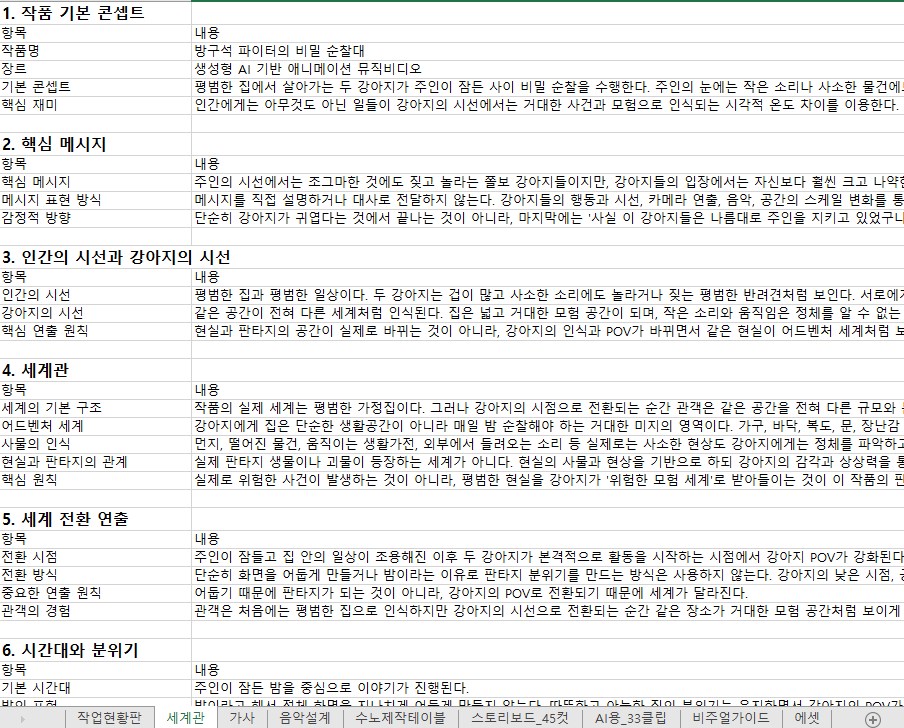 1. 작품 기본 콘셉트
항목 내용
작품명 방구석 파이터의 비밀 순찰대
장르 생성형 AI 기반 애니메이션 뮤직비디오
기본 콘셉트 평범한 집에서 살아가는 두 강아지가 주인이 잠든 사이 비밀 순찰을 수행한다. 주인의 눈에는 작은 소리나 사소한 물건에
핵심 재미 인간에게는 아무것도 아닌 일들이 강아지의 시선에서는 거대한 사건과 모험으로 인식되는 시각적 온도 차이를 이용한다.
2. 핵심 메시지
항목 내용
핵심 메시지 주인의 시선에서는 조그마한 것에도 짖고 놀라는 쫄보 강아지들이지만, 강아지들의 입장에서는 자신보다 훨씬 크고 나약한
메시지 표현 방식 메시지를 직접 설명하거나 대사로 전달하지 않는다. 강아지들의 행동과 시선, 카메라 연출, 음악, 공간의 스케일 변화를 통
감정적 방향 단순히 강아지가 귀엽다는 것에서 끝나는 것이 아니라, 마지막에는 '사실 이 강아지들은 나름대로 주인을 지키고 있었구나
3. 인간의 시선과 강아지의 시선
항목 내용
인간의 시선 평범한 집과 평범한 일상이다. 두 강아지는 겁이 많고 사소한 소리에도 놀라거나 짖는 평범한 반려견처럼 보인다. 서로에게
강아지의 시선 같은 공간이 전혀 다른 세계처럼 인식된다. 집은 넓고 거대한 모험 공간이 되며, 작은 소리와 움직임은 정체를 알 수 없는
핵심 연출 원칙 현실과 판타지의 공간이 실제로 바뀌는 것이 아니라, 강아지의 인식과 POV가 바뀌면서 같은 현실이 어드벤처 세계처럼 보
4. 세계관
항목 내용
세계의 기본 구조 작품의 실제 세계는 평범한 가정집이다. 그러나 강아지의 시점으로 전환되는 순간 관객은 같은 공간을 전혀 다른 규모와
어드벤처 세계 강아지에게 집은 단순한 생활공간이 아니라 매일 밤 순찰해야 하는 거대한 미지의 영역이다. 가구, 바닥, 복도, 문, 장난감
사물의 인식 먼지, 떨어진 물건, 움직이는 생활가전, 외부에서 들려오는 소리 등 실제로는 사소한 현상도 강아지에게는 정체를 파악하고
현실과 판타지의 관계 실제 판타지 생물이나 괴물이 등장하는 세계가 아니다. 현실의 사물과 현상을 기반으로 하되 강아지의 감각과 상상력을 통
핵심 원칙 실제로 위험한 사건이 발생하는 것이 아니라, 평범한 현실을 강아지가 '위험한 모험 세계'로 받아들이는 것이 이 작품의 판
5. 세계 전환 연출
항목 내용
전환 시점 주인이 잠들고 집 안의 일상이 조용해진 이후 두 강아지가 본격적으로 활동을 시작하는 시점에서 강아지 POV가 강화된다
전환 방식 단순히 화면을 어둡게 만들거나 밤이라는 이유로 판타지 분위기를 만드는 방식은 사용하지 않는다. 강아지의 낮은 시점,
중요한 연출 원칙 어둡기 때문에 판타지가 되는 것이 아니라, 강아지의 POV로 전환되기 때문에 세계가 달라진다.
관객의 경험 관객은 처음에는 평범한 집으로 인식하지만 강아지의 시선으로 전환되는 순간 같은 장소가 거대한 모험 공간처럼 보이게
6. 시간대와 분위기
항목 내용
기본 시간대 주인이 잠든 밤을 중심으로 이야기가 진행된다.
작업현황판 세계관 가사 음악설계 수노제작테이블 스토리보드_45컷 AI용_33클립 비주얼가이드 에셋